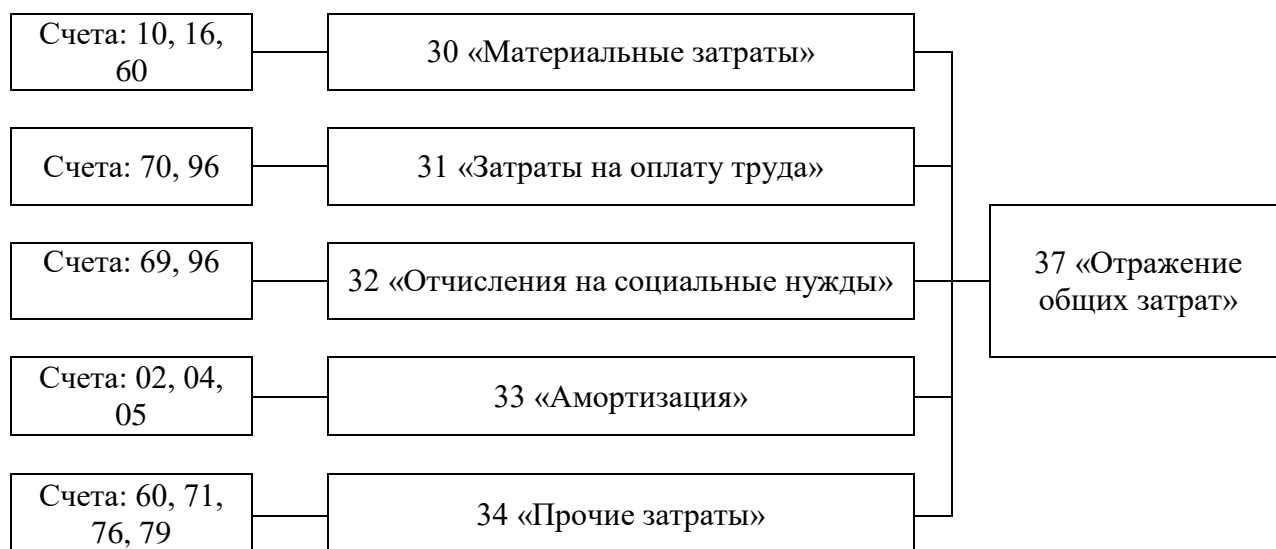 Счета: 10, 16,
60
30 «Материальные затраты»
Счета: 70, 96
31 «Затраты на оплату труда»
Счета: 69, 96
32 «Отчисления на социальные нужды»
37 «Отражение
общих затрат»
Счета: 02, 04,
05
33 «Амортизация»
Счета: 60, 71,
76, 79
34 «Прочие затраты»